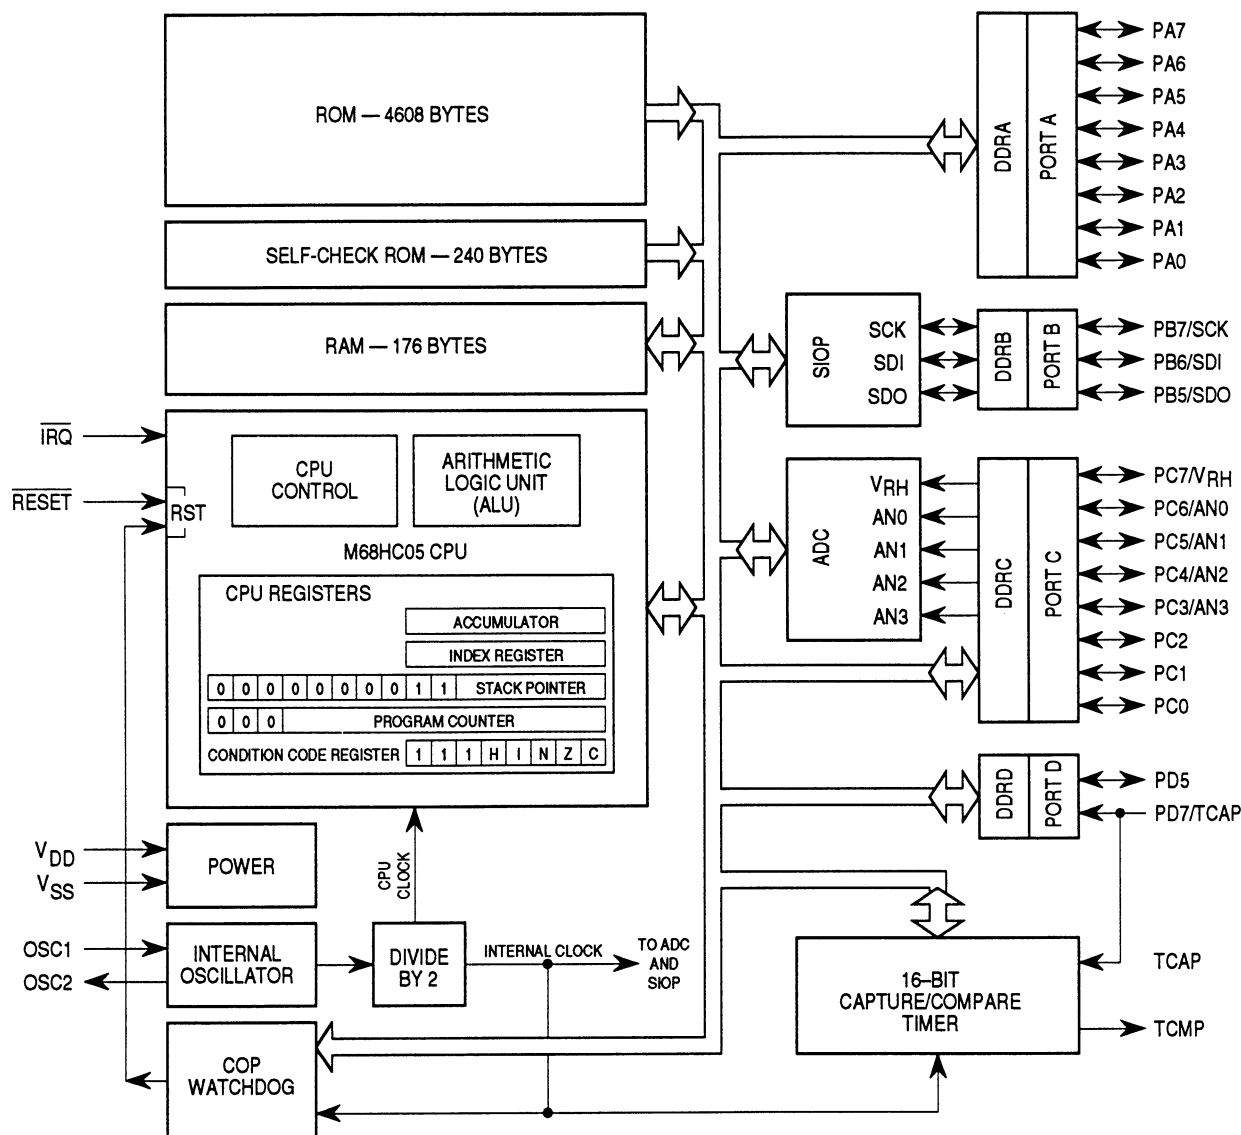 ROM — 4608 BYTES
SELF-CHECK ROM — 240 BYTES
RAM — 176 BYTES
IRQ
RESET
RST
CPU
CONTROL
ARITHMETIC
LOGIC UNIT
(ALU)
M68HC05 CPU
CPU REGISTERS
ACCUMULATOR
INDEX REGISTER
0 0 0 0 0 0 0 0 1 1 STACK POINTER
0 0 0 PROGRAM COUNTER
CONDITION CODE REGISTER 1 1 1 H I N Z C
VDD
VSS
POWER
CPU
CLOCK
OSC1
OSC2
INTERNAL
OSCILLATOR
DIVIDE
BY 2
INTERNAL CLOCK
TO ADC
AND
SIOP
COP
WATCHDOG
DDRA
PORT A
PA7
PA6
PA5
PA4
PA3
PA2
PA1
PA0
SIOP
SCK
SDI
SDO
DDRB
PORT B
PB7/SCK
PB6/SDI
PB5/SDO
ADC
VRH
AN0
AN1
AN2
AN3
DDRC
PORT C
PC7/VRH
PC6/AN0
PC5/AN1
PC4/AN2
PC3/AN3
PC2
PC1
PC0
DDRD
PORT D
PD5
PD7/TCAP
16–BIT
CAPTURE/COMPARE
TIMER
TCAP
TCMP